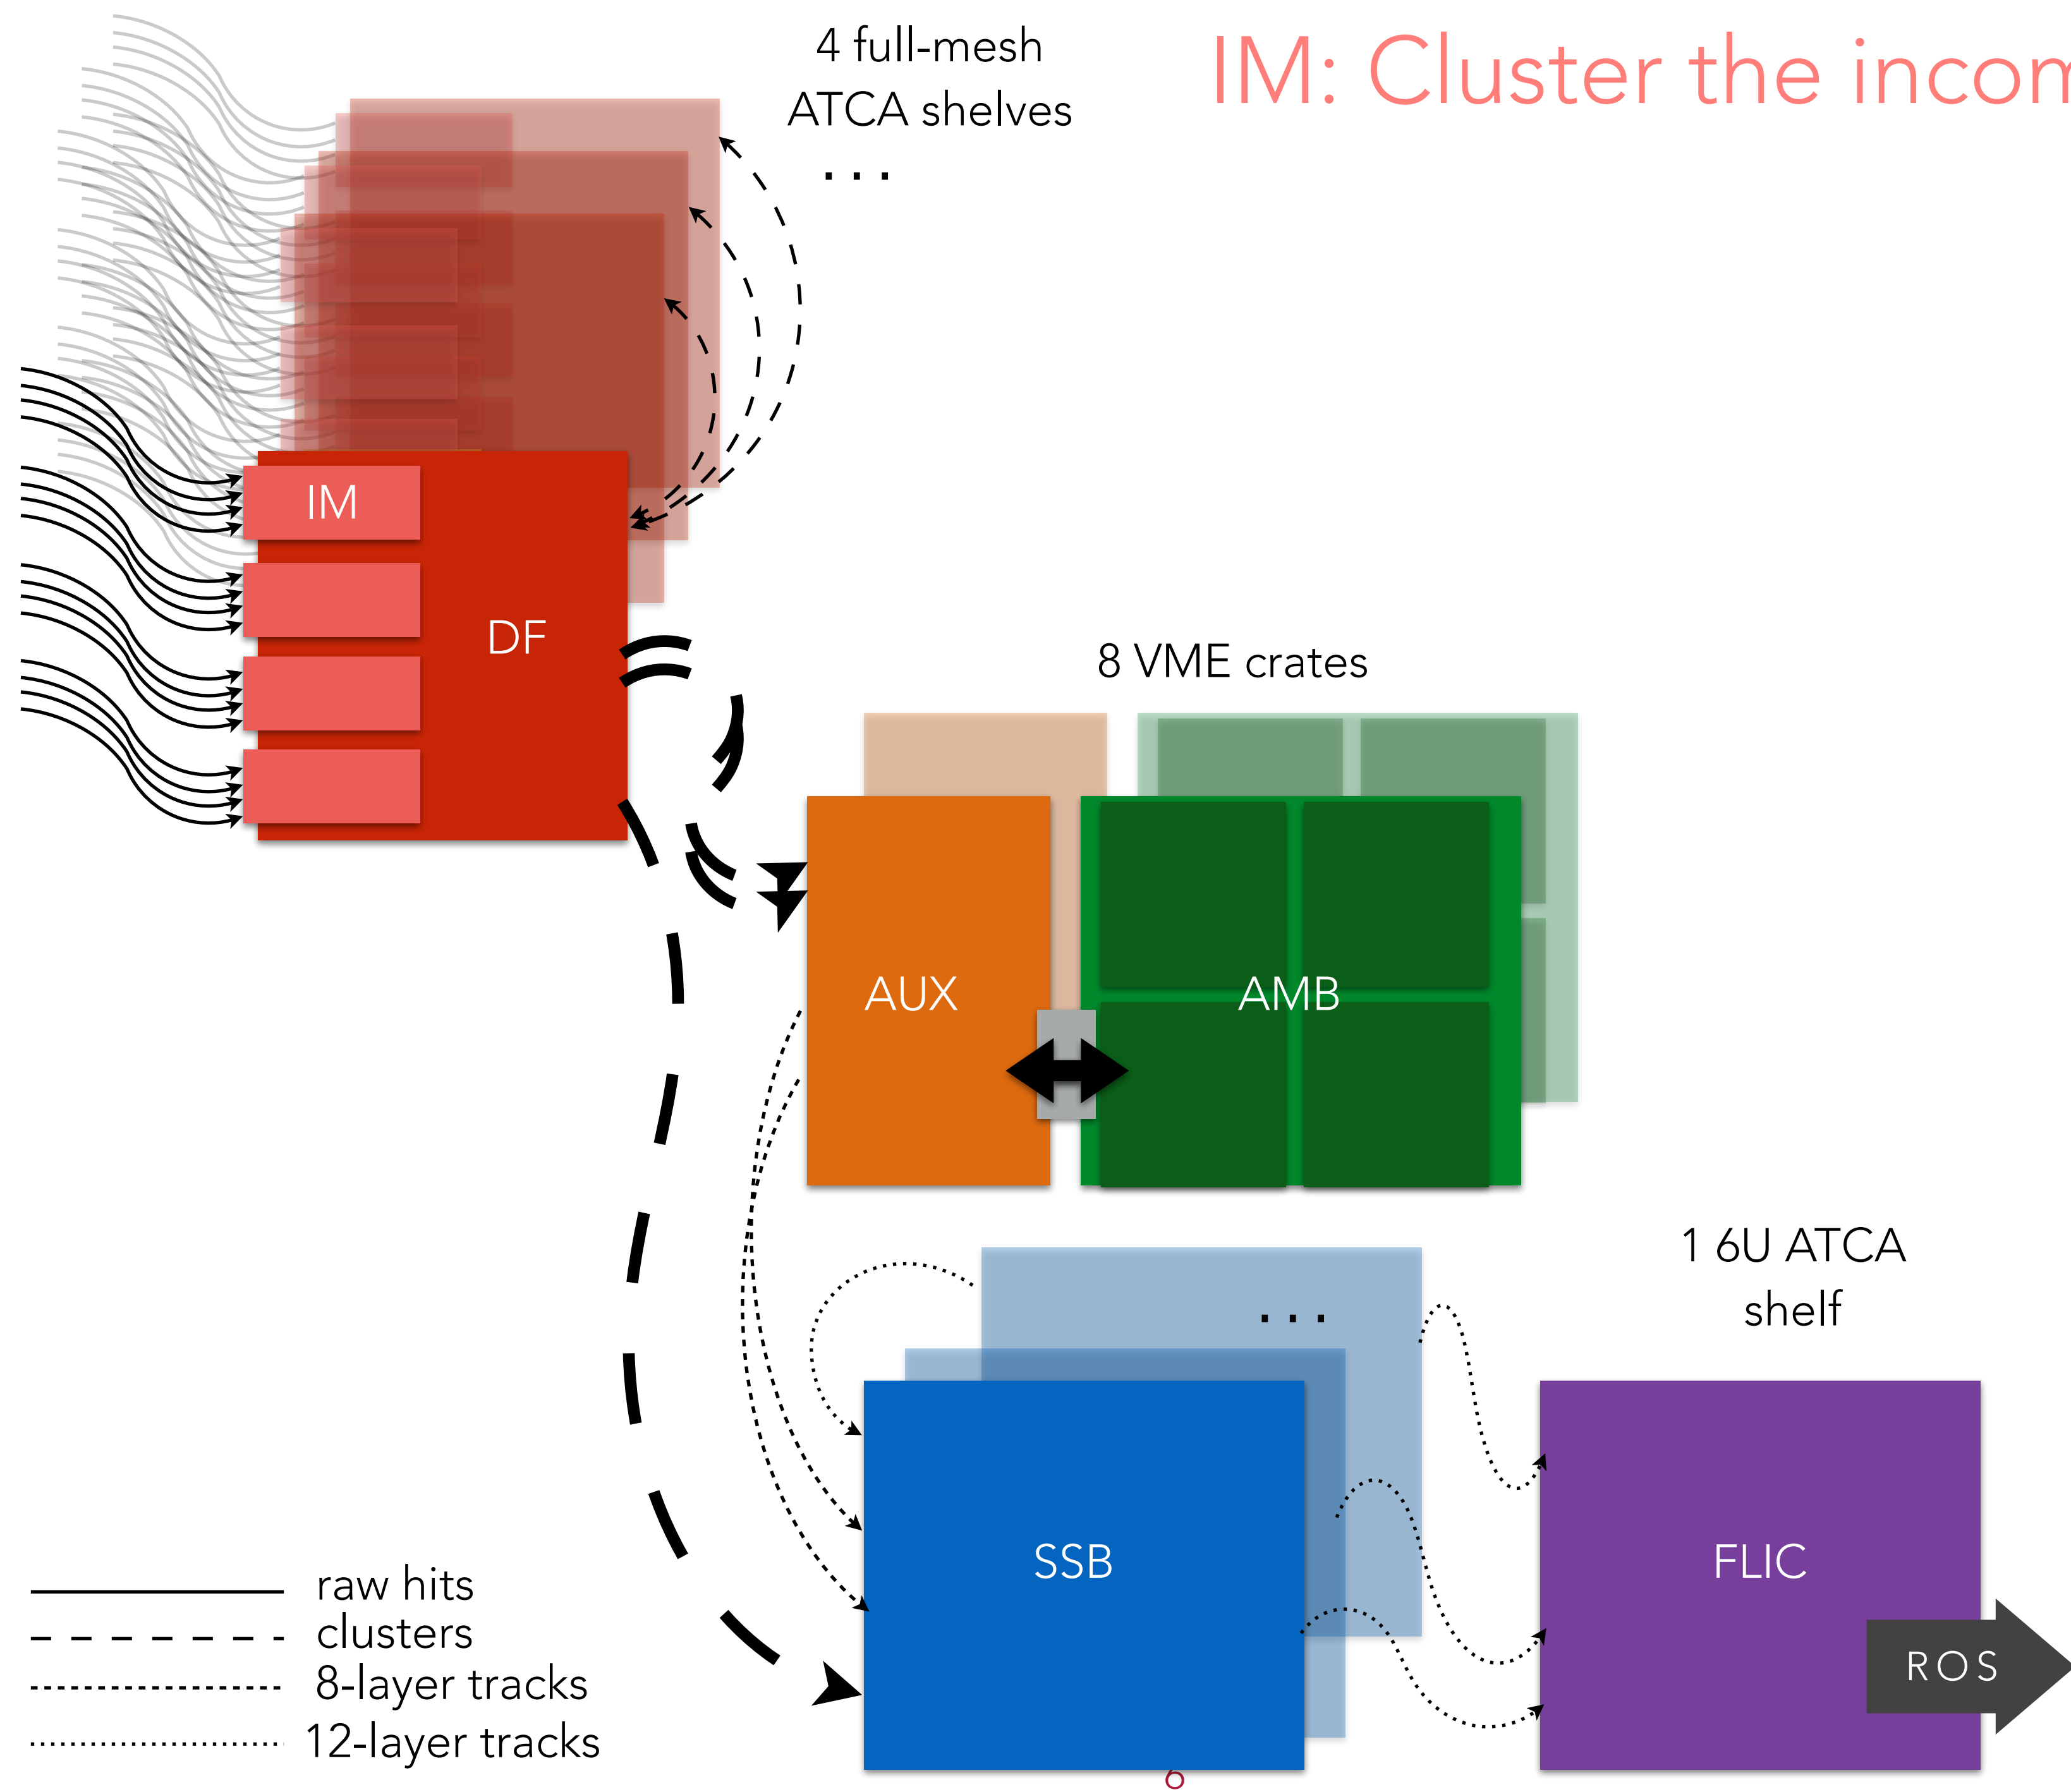 4 full-mesh
ATCA shelves
...
IM: Cluster the
IM
DF
8 VME crates
AUX
AMB
1 6U ATCA
shelf
...
SSB
FLIC
ROS
raw hits
clusters
8-layer tracks
12-layer tracks
6